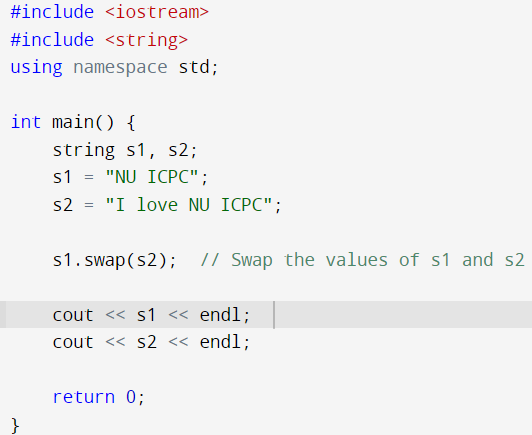 #include <iostream>
#include <string>
using namespace std;
int main() {
    string s1, s2;
    s1 = "NU ICPC";
    s2 = "I love NU ICPC";
    s1.swap(s2);  // Swap the values of s1 and s2
    cout << s1 << endl;
    cout << s2 << endl;
    return 0;
}